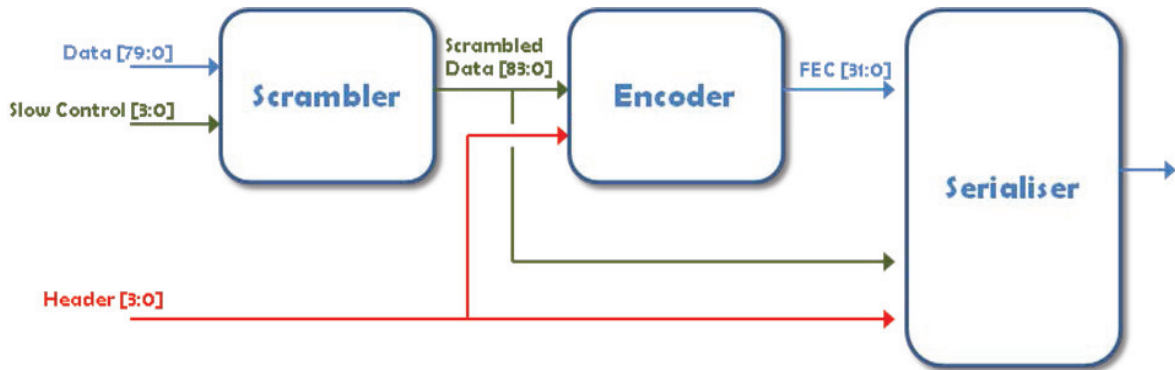 Data [79:0]
Slow Control [3:0]
Scrambler
Scrambled
Data [83:0]
Encoder
FEC [31:0]
Serialiser
Header [3:0]